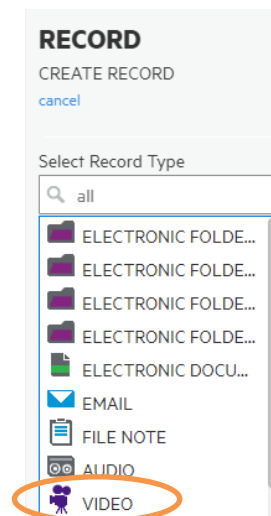 RECORD
CREATE RECORD
cancel
Select Record Type
all
ELECTRONIC FOLDE...
ELECTRONIC FOLDE...
ELECTRONIC FOLDE...
ELECTRONIC FOLDE...
ELECTRONIC DOCU...
EMAIL
FILE NOTE
AUDIO
VIDEO